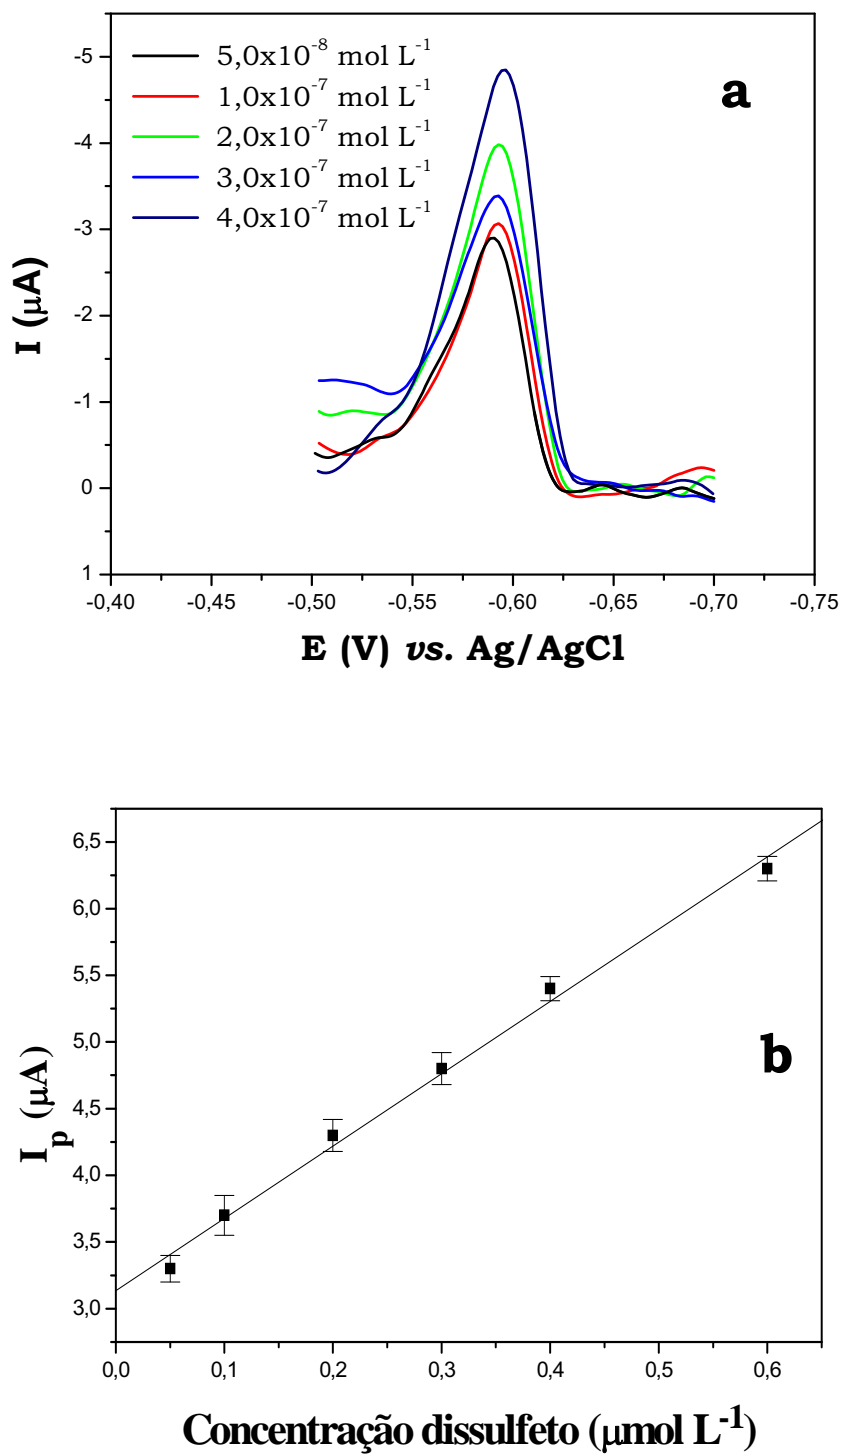 5,0x10⁻⁸ mol L⁻¹
1,0x10⁻⁷ mol L⁻¹
2,0x10⁻⁷ mol L⁻¹
3,0x10⁻⁷ mol L⁻¹
4,0x10⁻⁷ mol L⁻¹
a
-5
-4
-3
-2
-1
0
1
I (μA)
-0,40 -0,45 -0,50 -0,55 -0,60 -0,65 -0,70 -0,75
E (V) vs. Ag/AgCl
6,5
6,0
5,5
5,0
4,5
4,0
3,5
3,0
I_p (μA)
b
0,0 0,1 0,2 0,3 0,4 0,5 0,6
Concentração dissulfeto (μmol L⁻¹)